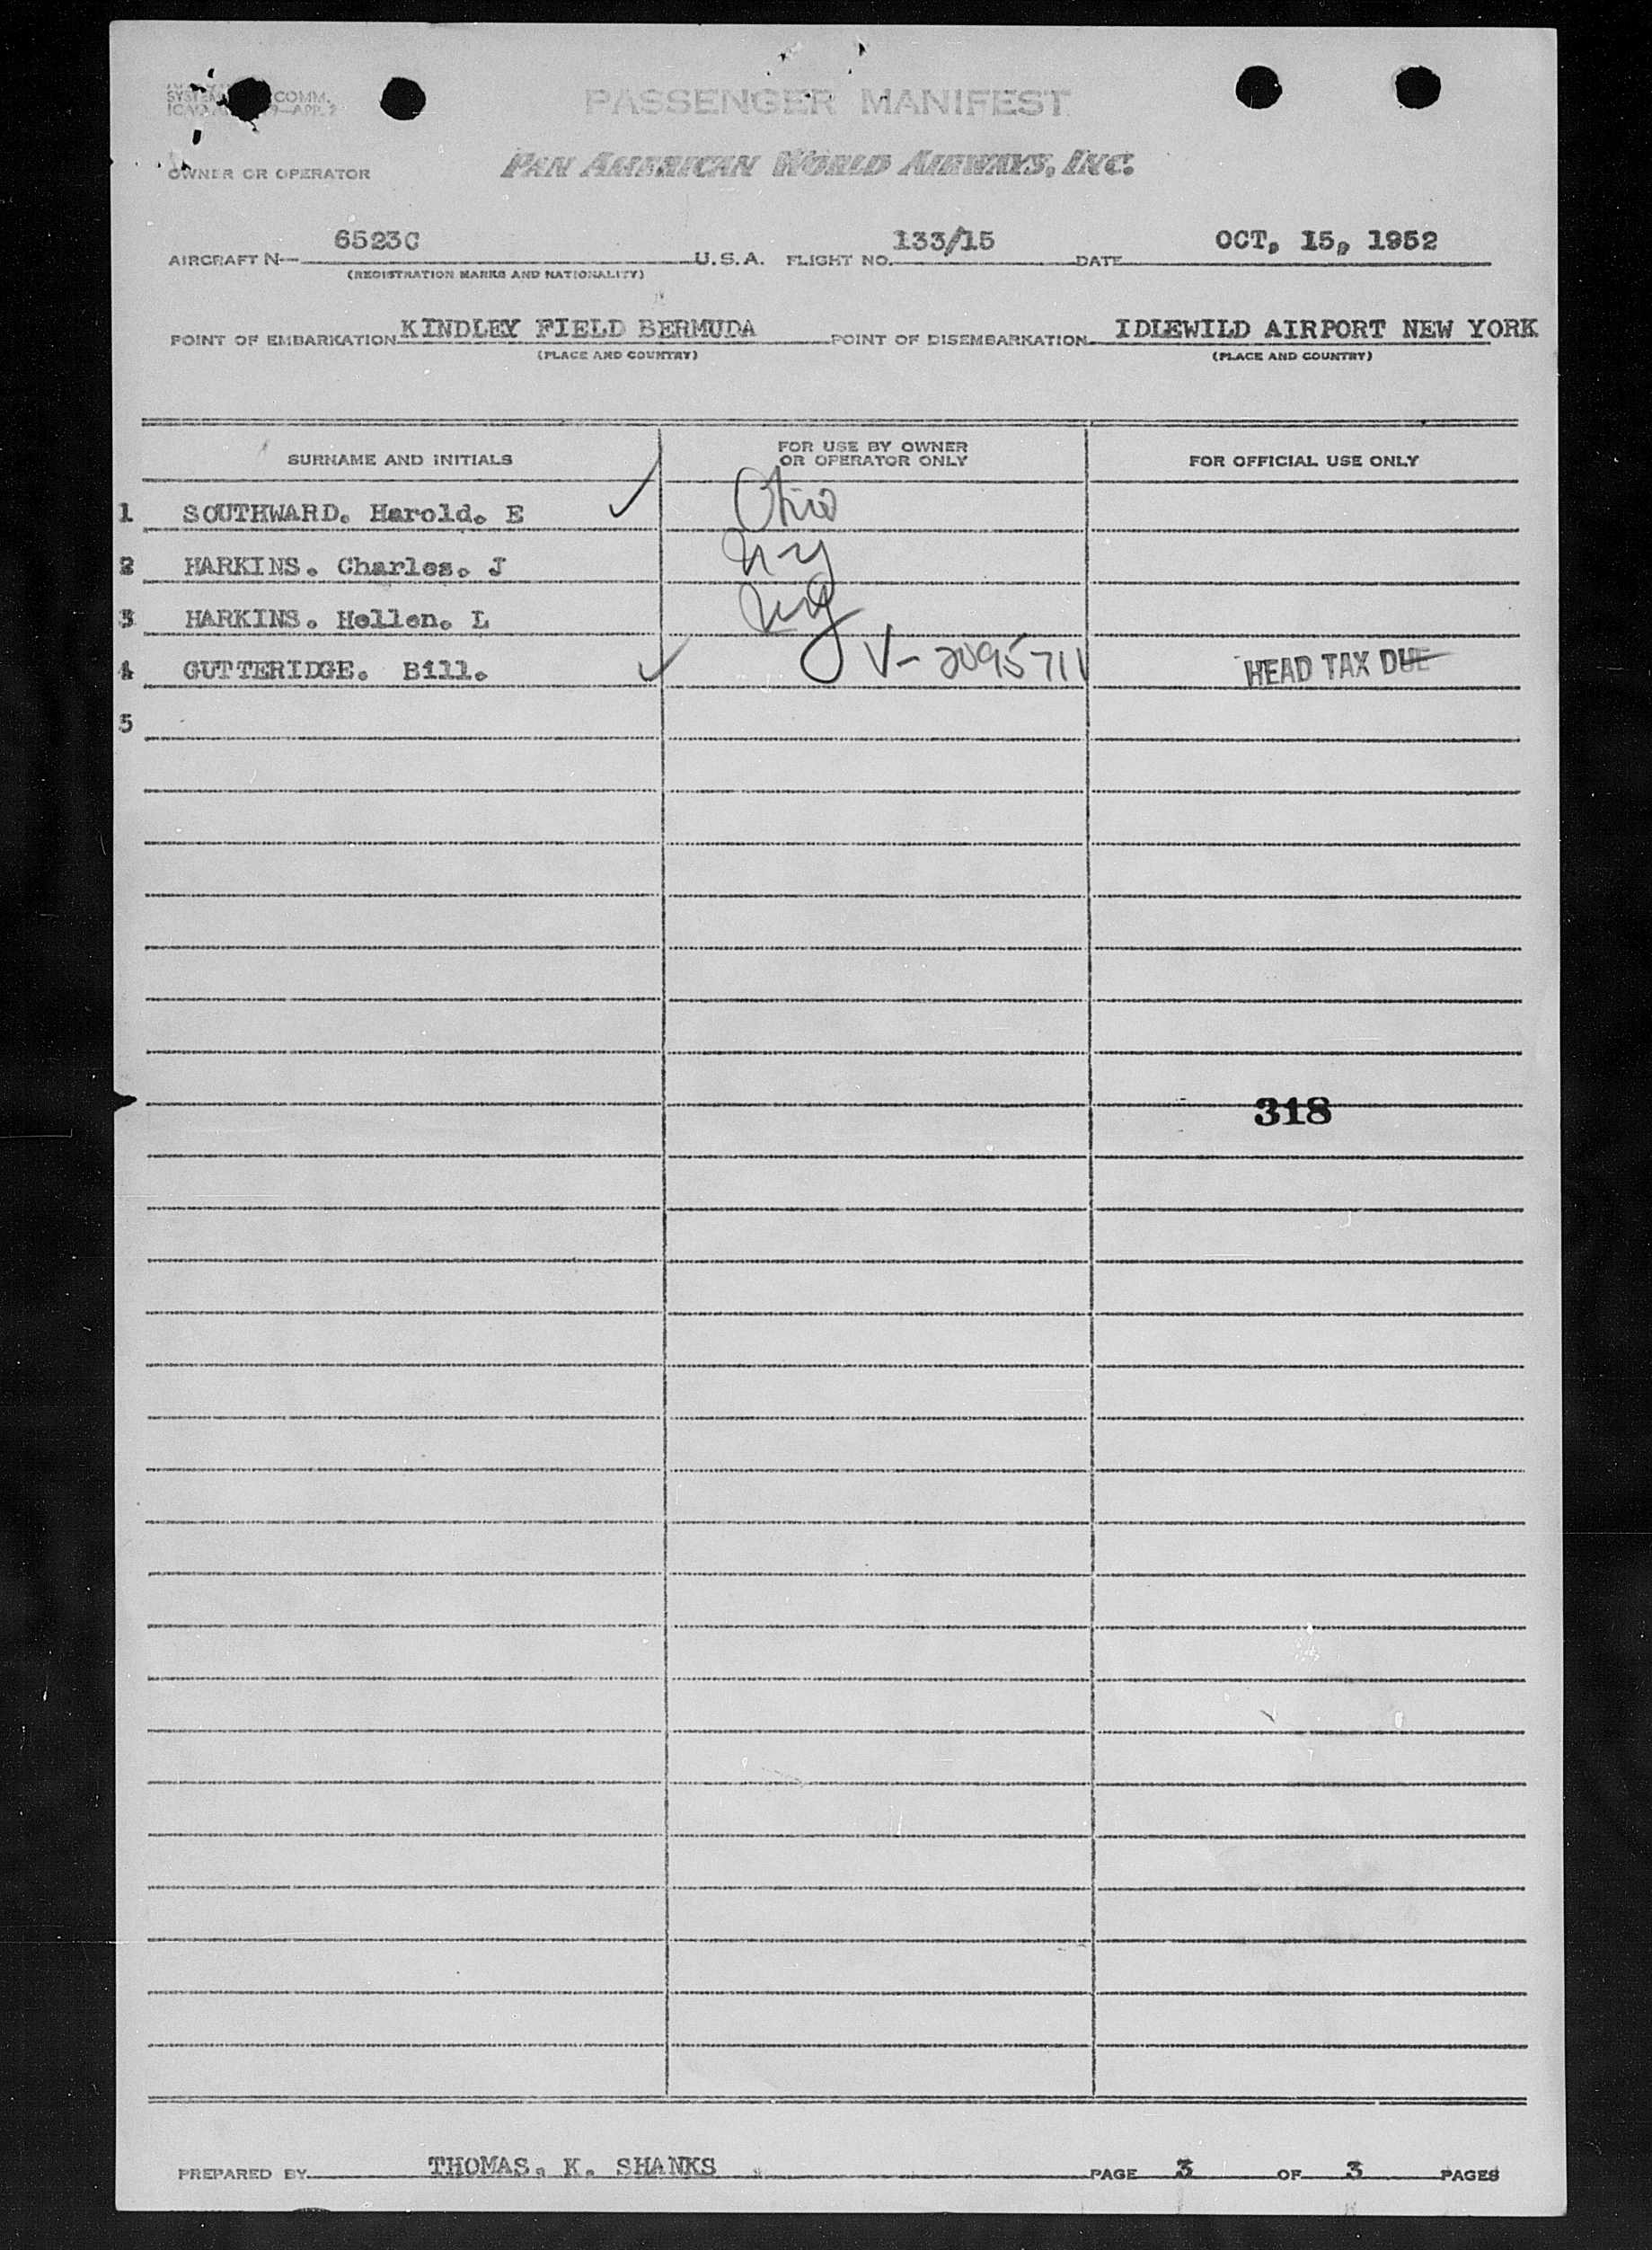 COMM.
PASSENGER MANIFEST
OWNER OR OPERATOR PAN AMERICAN WORLD AIRWAYS, INC.
AIRCRAFT N— 6523C U.S.A. FLIGHT NO. 133/15 DATE OCT, 15, 1952
(REGISTRATION MARKS AND NATIONALITY)
POINT OF EMBARKATION KINDLEY FIELD BERMUDA POINT OF DISEMBARKATION IDLEWILD AIRPORT NEW YORK
(PLACE AND COUNTRY) (PLACE AND COUNTRY)
SURNAME AND INITIALS FOR USE BY OWNER OR OPERATOR ONLY FOR OFFICIAL USE ONLY
1 SOUTHWARD. Harold. E ✓ Ohio
2 HARKINS. Charles. J N-Y
3 HARKINS. Hellen. L N-Y
4 GUTTERIDGE. Bill. ✓ V-2095711 HEAD TAX DUE
5
318
PREPARED BY THOMAS. K. SHANKS PAGE 3 OF 3 PAGES